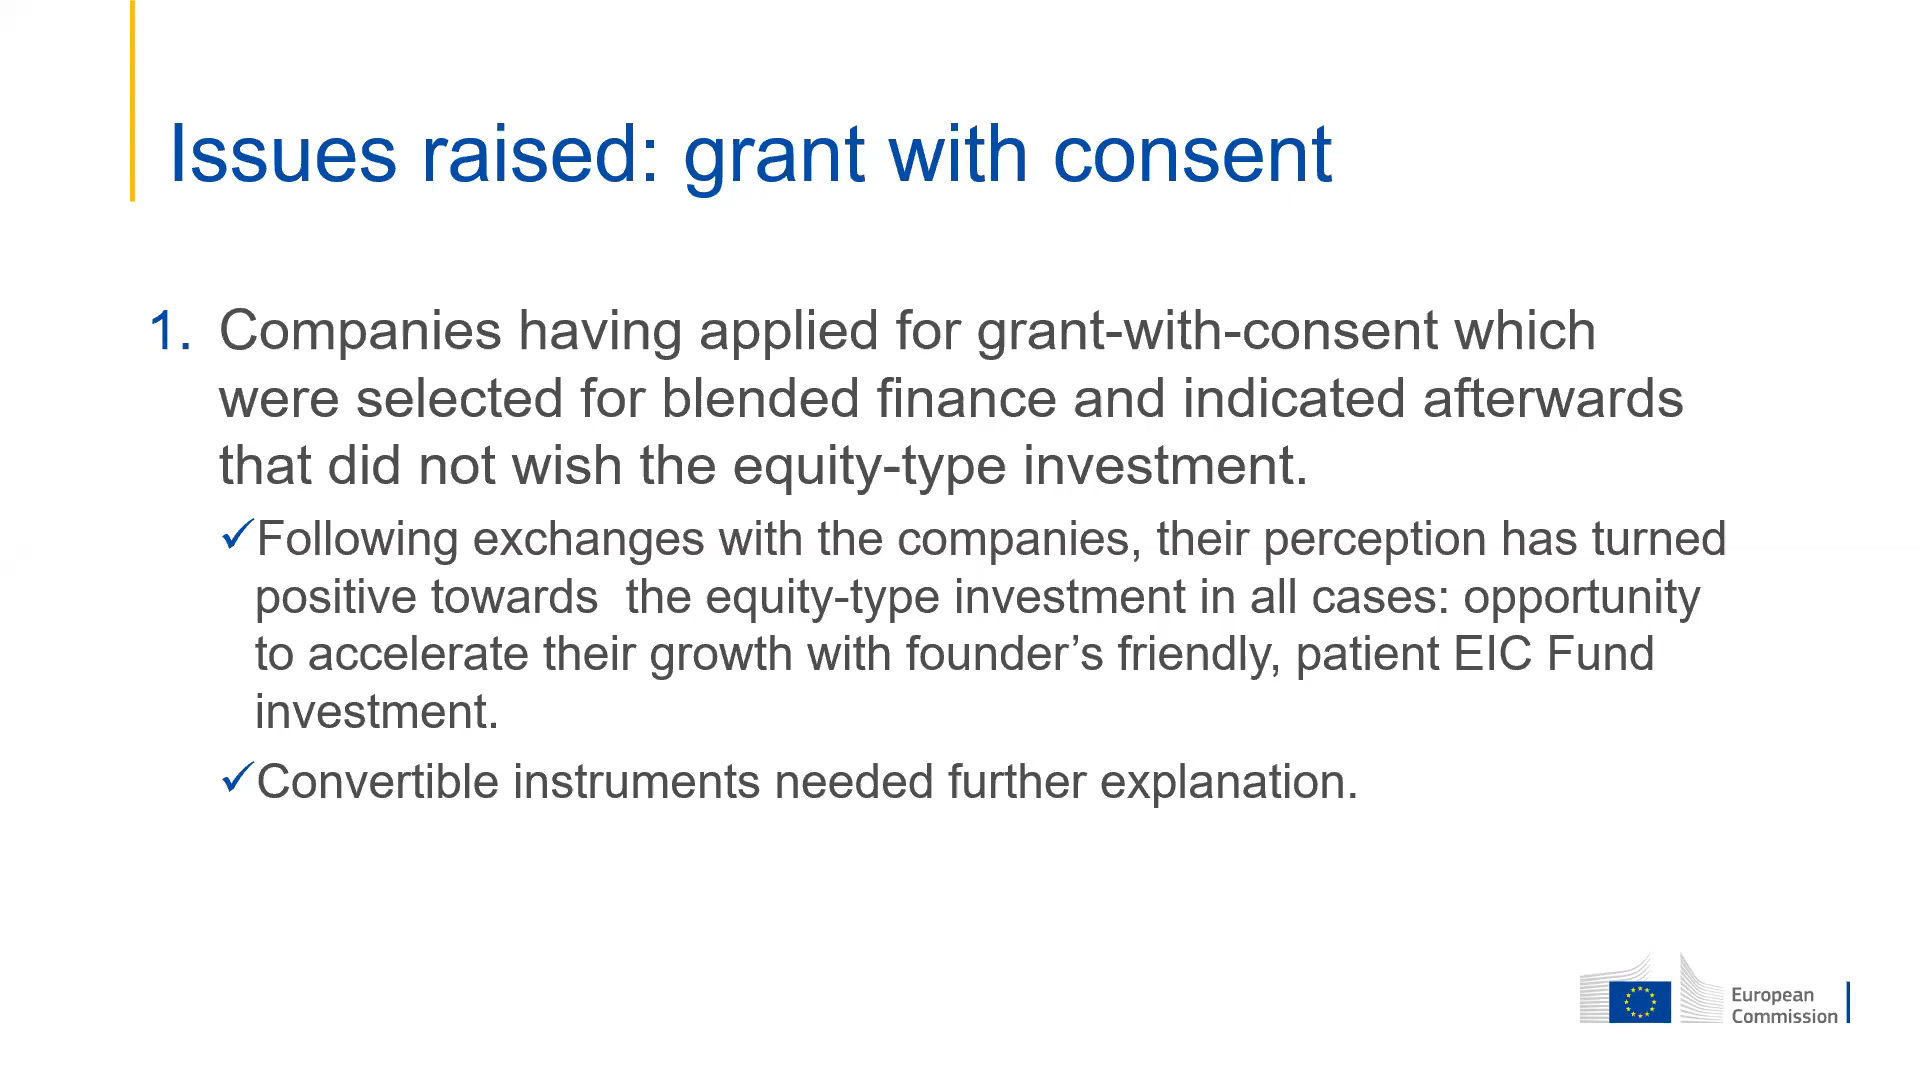 Issues raised: grant with consent
1. Companies having applied for grant-with-consent which
were selected for blended finance and indicated afterwards
that did not wish the equity-type investment.
✓Following exchanges with the companies, their perception has turned
positive towards  the equity-type investment in all cases: opportunity
to accelerate their growth with founder’s friendly, patient EIC Fund
investment.
✓Convertible instruments needed further explanation.
European
Commission